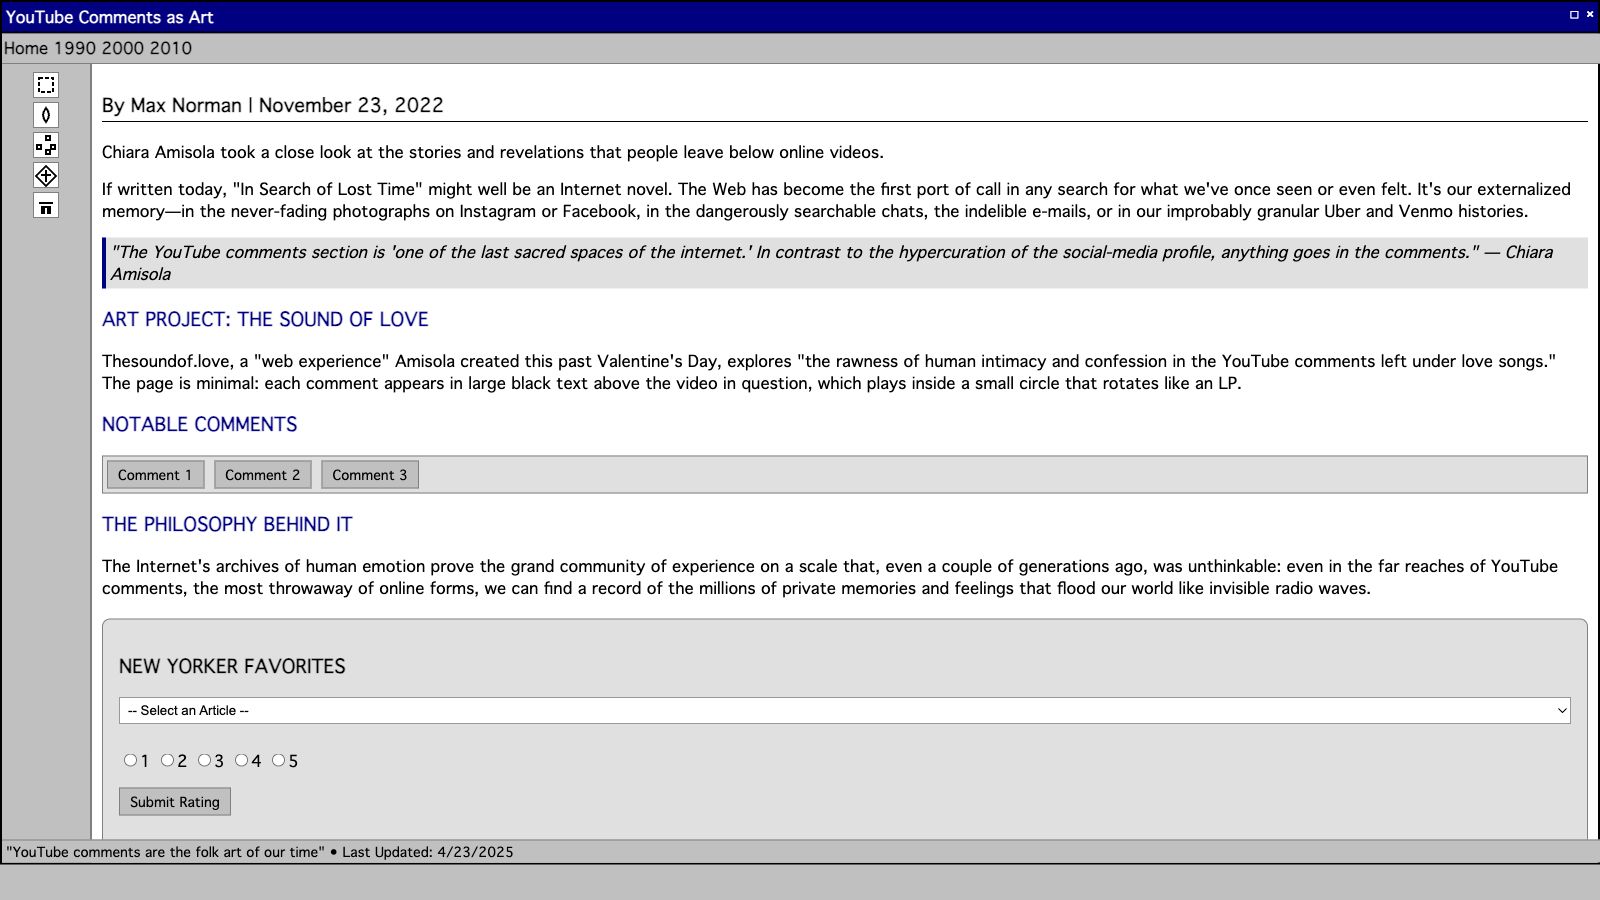 YouTube Comments as Art
Home 1990 2000 2010
By Max Norman | November 23, 2022
Chiara Amisola took a close look at the stories and revelations that people leave below online videos.
If written today, "In Search of Lost Time" might well be an Internet novel. The Web has become the first port of call in any search for what we've once seen or even felt. It's our externalized
memory—in the never-fading photographs on Instagram or Facebook, in the dangerously searchable chats, the indelible e-mails, or in our improbably granular Uber and Venmo histories.
"The YouTube comments section is 'one of the last sacred spaces of the internet.' In contrast to the hypercuration of the social-media profile, anything goes in the comments." — Chiara
Amisola
ART PROJECT: THE SOUND OF LOVE
Thesoundof.love, a "web experience" Amisola created this past Valentine's Day, explores "the rawness of human intimacy and confession in the YouTube comments left under love songs."
The page is minimal: each comment appears in large black text above the video in question, which plays inside a small circle that rotates like an LP.
NOTABLE COMMENTS
Comment 1 Comment 2 Comment 3
THE PHILOSOPHY BEHIND IT
The Internet's archives of human emotion prove the grand community of experience on a scale that, even a couple of generations ago, was unthinkable: even in the far reaches of YouTube
comments, the most throwaway of online forms, we can find a record of the millions of private memories and feelings that flood our world like invisible radio waves.
NEW YORKER FAVORITES
-- Select an Article --
1 2 3 4 5
Submit Rating
"YouTube comments are the folk art of our time" • Last Updated: 4/23/2025